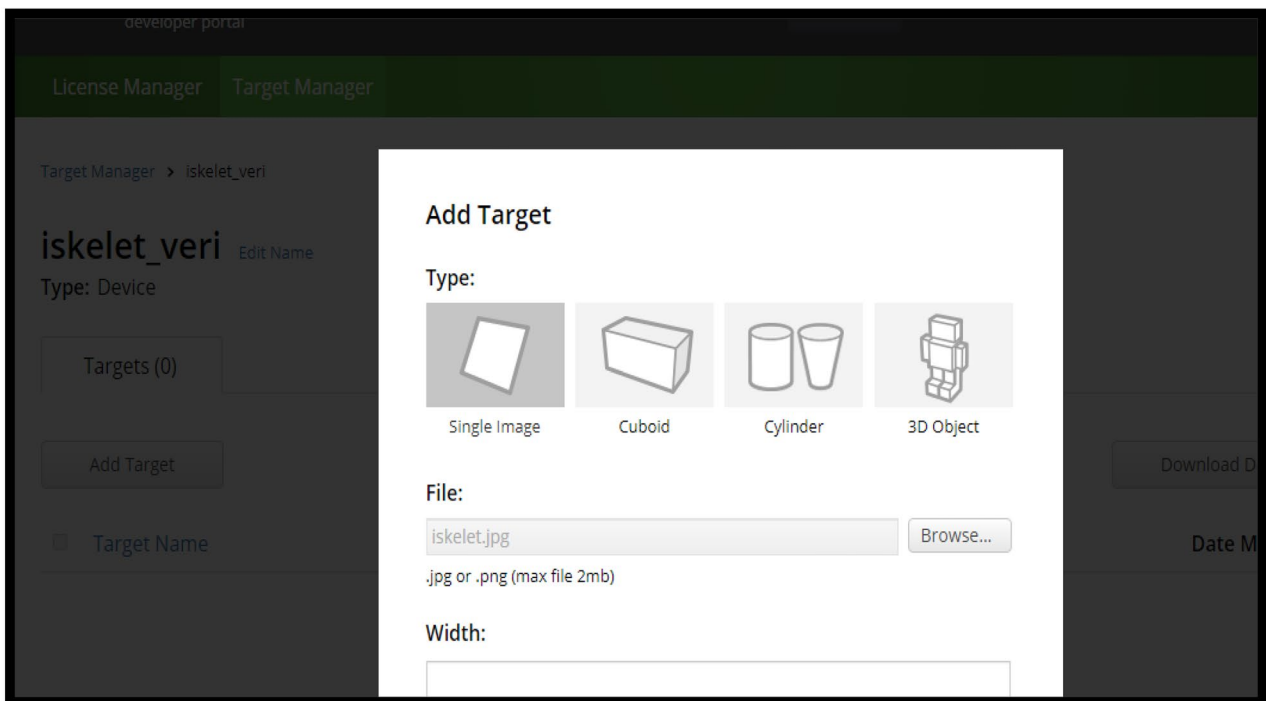 developer portal
License Manager Target Manager
Target Manager > iskelet_veri
iskelet_veri Edit Name
Type: Device
Targets (0)
Add Target
Download D
Target Name
Date M
Add Target
Type:
Single Image Cuboid Cylinder 3D Object
File:
iskelet.jpg Browse...
.jpg or .png (max file 2mb)
Width: